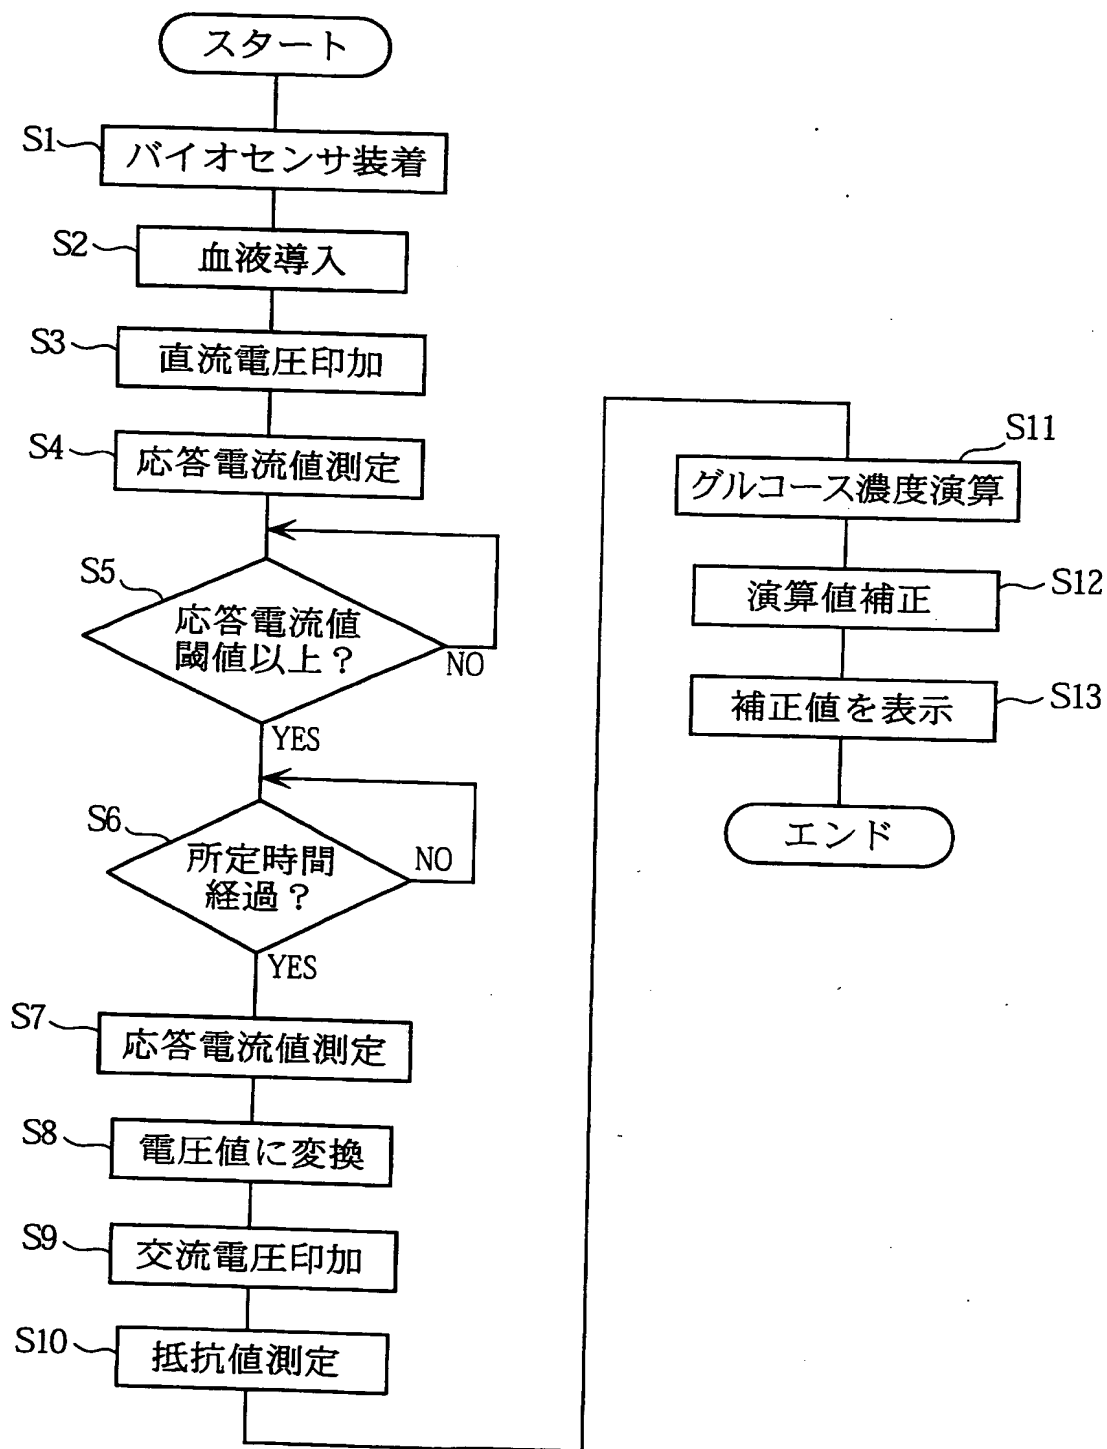 スタート
S1
バイオセンサ装着
S2
血液導入
S3
直流電圧印加
S4
応答電流値測定
S5
応答電流値
閾値以上?
NO
YES
S6
所定時間
経過?
NO
YES
S7
応答電流値測定
S8
電圧値に変換
S9
交流電圧印加
S10
抵抗値測定
S11
グルコース濃度演算
S12
演算値補正
S13
補正値を表示
エンド